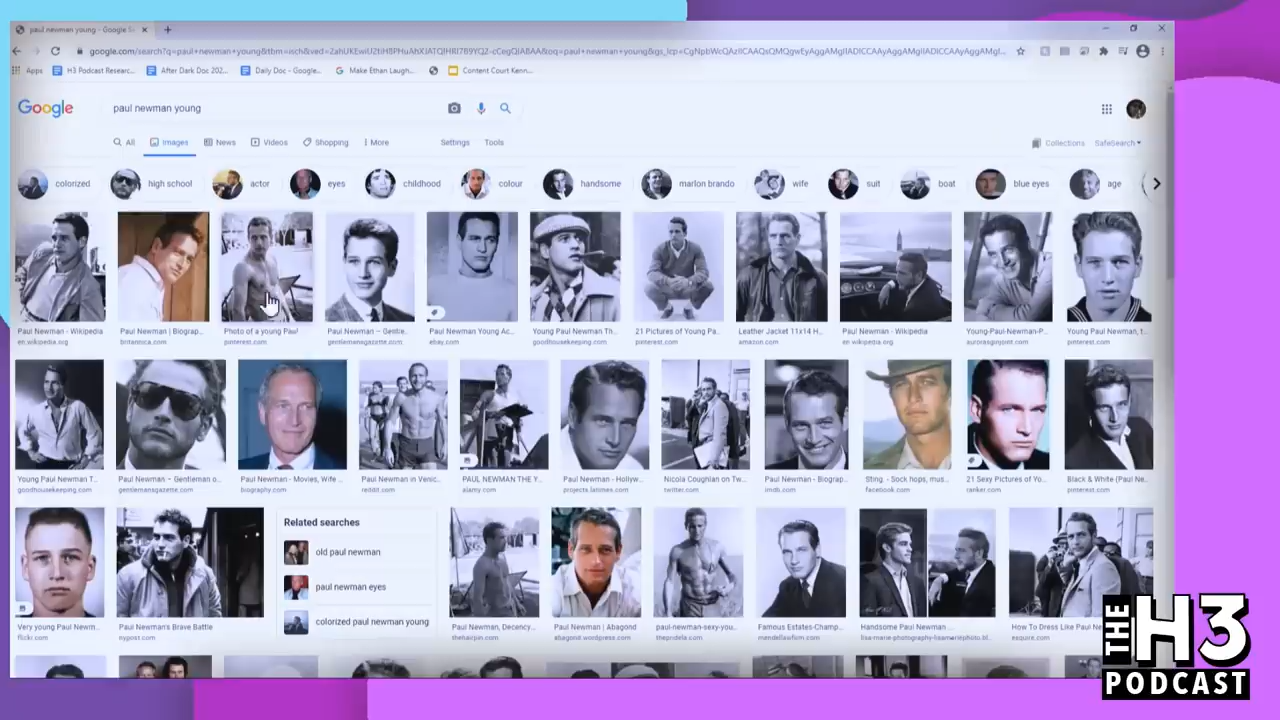 paul newman young - Google Se
google.com/search?q=paul+newman+young&tbm=isch&ved=
Apps H3 Podcast Researc... After Dark Doc 202... Daily Doc - Google... Make Ethan Laugh... Content Court Kenn...
Google paul newman young
All Images News Videos Shopping More Settings Tools Collections SafeSearch
colorized high school actor eyes childhood colour handsome marlon brando wife suit boat blue eyes age
Paul Newman - Wikipedia Paul Newman | Biograp... Photo of a young Paul Paul Newman – Gentle... Paul Newman Young Ac... Young Paul Newman Th... 21 Pictures of Young Pa... Leather Jacket 11x14 H... Paul Newman - Wikipedia Young-Paul-Newman-P... Young Paul Newman, t...
en.wikipedia.org britannica.com pinterest.com gentlemansgazette.com ebay.com goodhousekeeping.com pinterest.com amazon.com en.wikipedia.org pinterest.com
Young Paul Newman T... Paul Newman - Gentleman o... Paul Newman - Movies, Wife ... Paul Newman in Venic... PAUL NEWMAN THE Y... Paul Newman - Hollyw... Nicola Coughlan on Tw... Paul Newman - Biograp... Sting - Sock hops, mus... 21 Sexy Pictures of Yo... Black & White (Paul Ne...
goodhousekeeping.com gentlemansgazette.com biography.com reddit.com alamy.com projects.latimes.com twitter.com imdb.com facebook.com ranker.com pinterest.com
Related searches
old paul newman
paul newman eyes
colorized paul newman young
Very young Paul Newm... Paul Newman's Brave Battle Paul Newman, Decency... Paul Newman | Abagond paul-newman-sexy-you... Famous Estates-Champ... Handsome Paul Newman ... How To Dress Like Paul Ne
flickr.com nypost.com thehairpin.com abagond.wordpress.com theprdela.com mendellawfirm.com esquire.com
THE H3
PODCAST